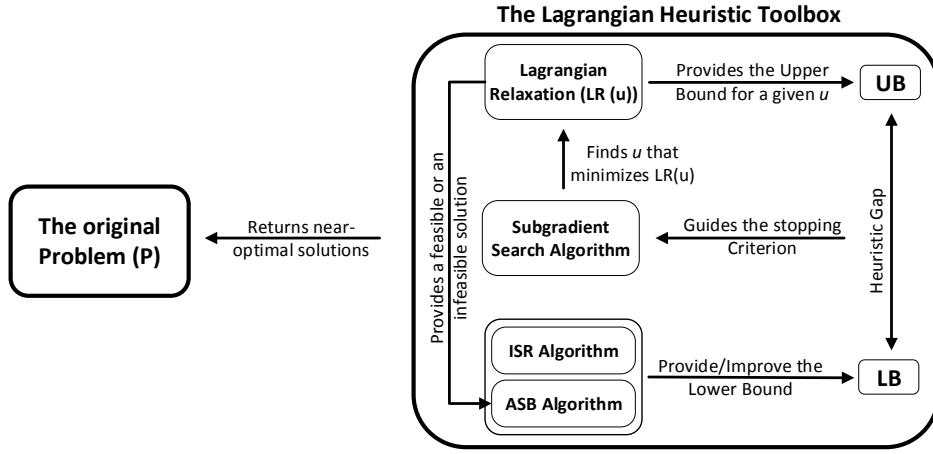 The Lagrangian Heuristic Toolbox
Lagrangian
Relaxation (LR (u))
Provides the Upper
Bound for a given u
UB
Finds u that
minimizes LR(u)
The original
Problem (P)
Returns near-
optimal solutions
Provides a feasible or an
infeasible solution
Subgradient
Search Algorithm
Guides the stopping
Criterion
Heuristic Gap
ISR Algorithm
ASB Algorithm
Provide/Improve the
Lower Bound
LB